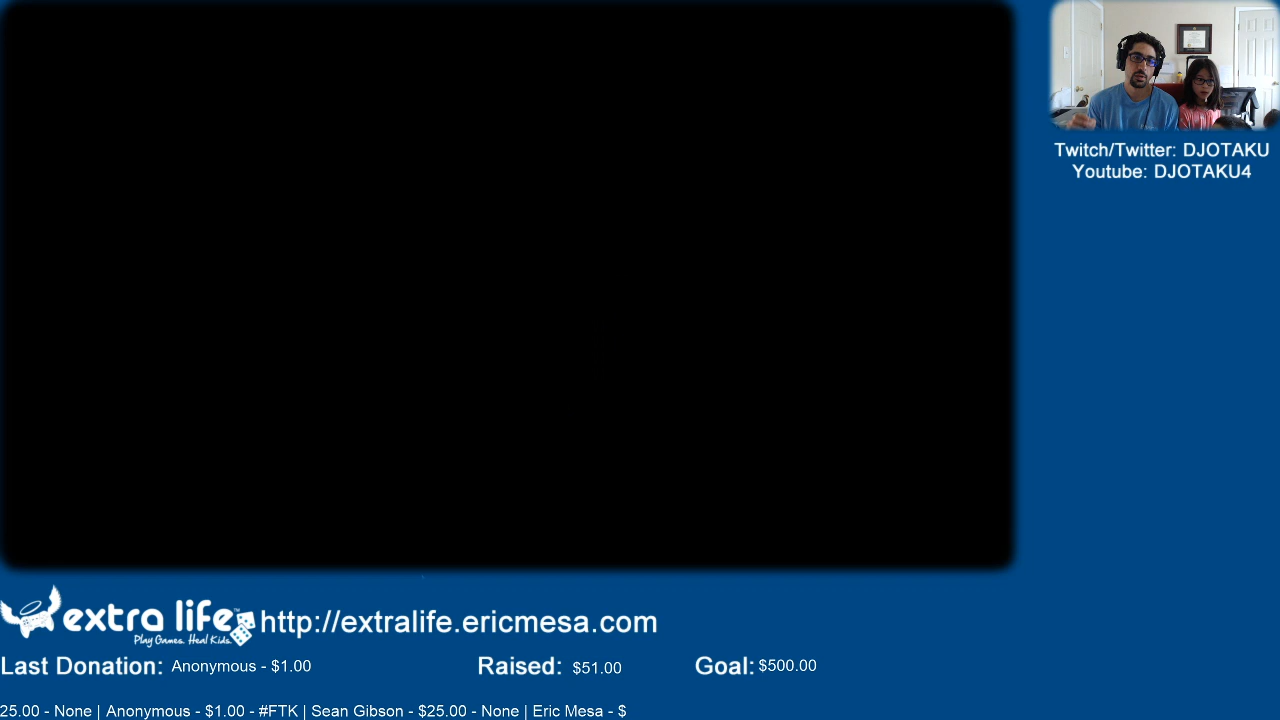 Twitch/Twitter: DJOTAKU
Youtube: DJOTAKU4
extra life™ http://extralife.ericmesa.com
Play Games. Heal Kids.
Last Donation: Anonymous - $1.00 Raised: $51.00 Goal: $500.00
25.00 - None | Anonymous - $1.00 - #FTK | Sean Gibson - $25.00 - None | Eric Mesa - $